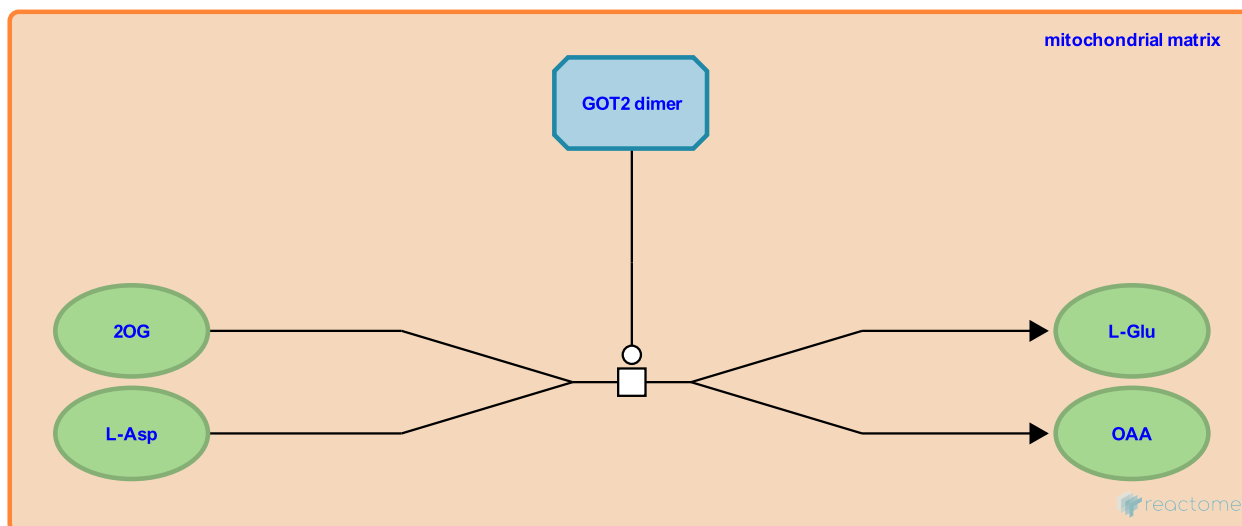 mitochondrial matrix
GOT2 dimer
2OG
L-Glu
L-Asp
OAA
reactome